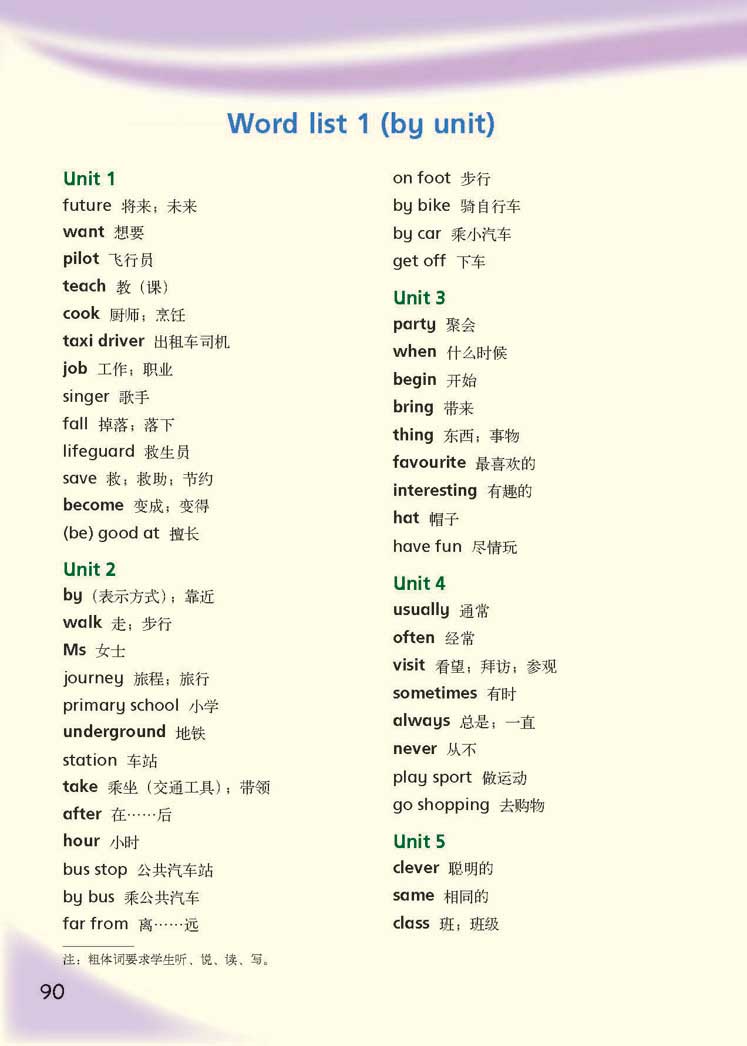 Word list 1 (by unit)
Unit 1
future 将来；未来
want 想要
pilot 飞行员
teach 教（课）
cook 厨师；烹饪
taxi driver 出租车司机
job 工作；职业
singer 歌手
fall 掉落；落下
lifeguard 救生员
save 救；救助；节约
become 变成；变得
(be) good at 擅长
Unit 2
by（表示方式）；靠近
walk 走；步行
Ms 女士
journey 旅程；旅行
primary school 小学
underground 地铁
station 车站
take 乘坐（交通工具）；带领
after 在……后
hour 小时
bus stop 公共汽车站
by bus 乘公共汽车
far from 离……远
on foot 步行
by bike 骑自行车
by car 乘小汽车
get off 下车
Unit 3
party 聚会
when 什么时候
begin 开始
bring 带来
thing 东西；事物
favourite 最喜欢的
interesting 有趣的
hat 帽子
have fun 尽情玩
Unit 4
usually 通常
often 经常
visit 看望；拜访；参观
sometimes 有时
always 总是；一直
never 从不
play sport 做运动
go shopping 去购物
Unit 5
clever 聪明的
same 相同的
class 班；班级
注：粗体词要求学生听、说、读、写。
90